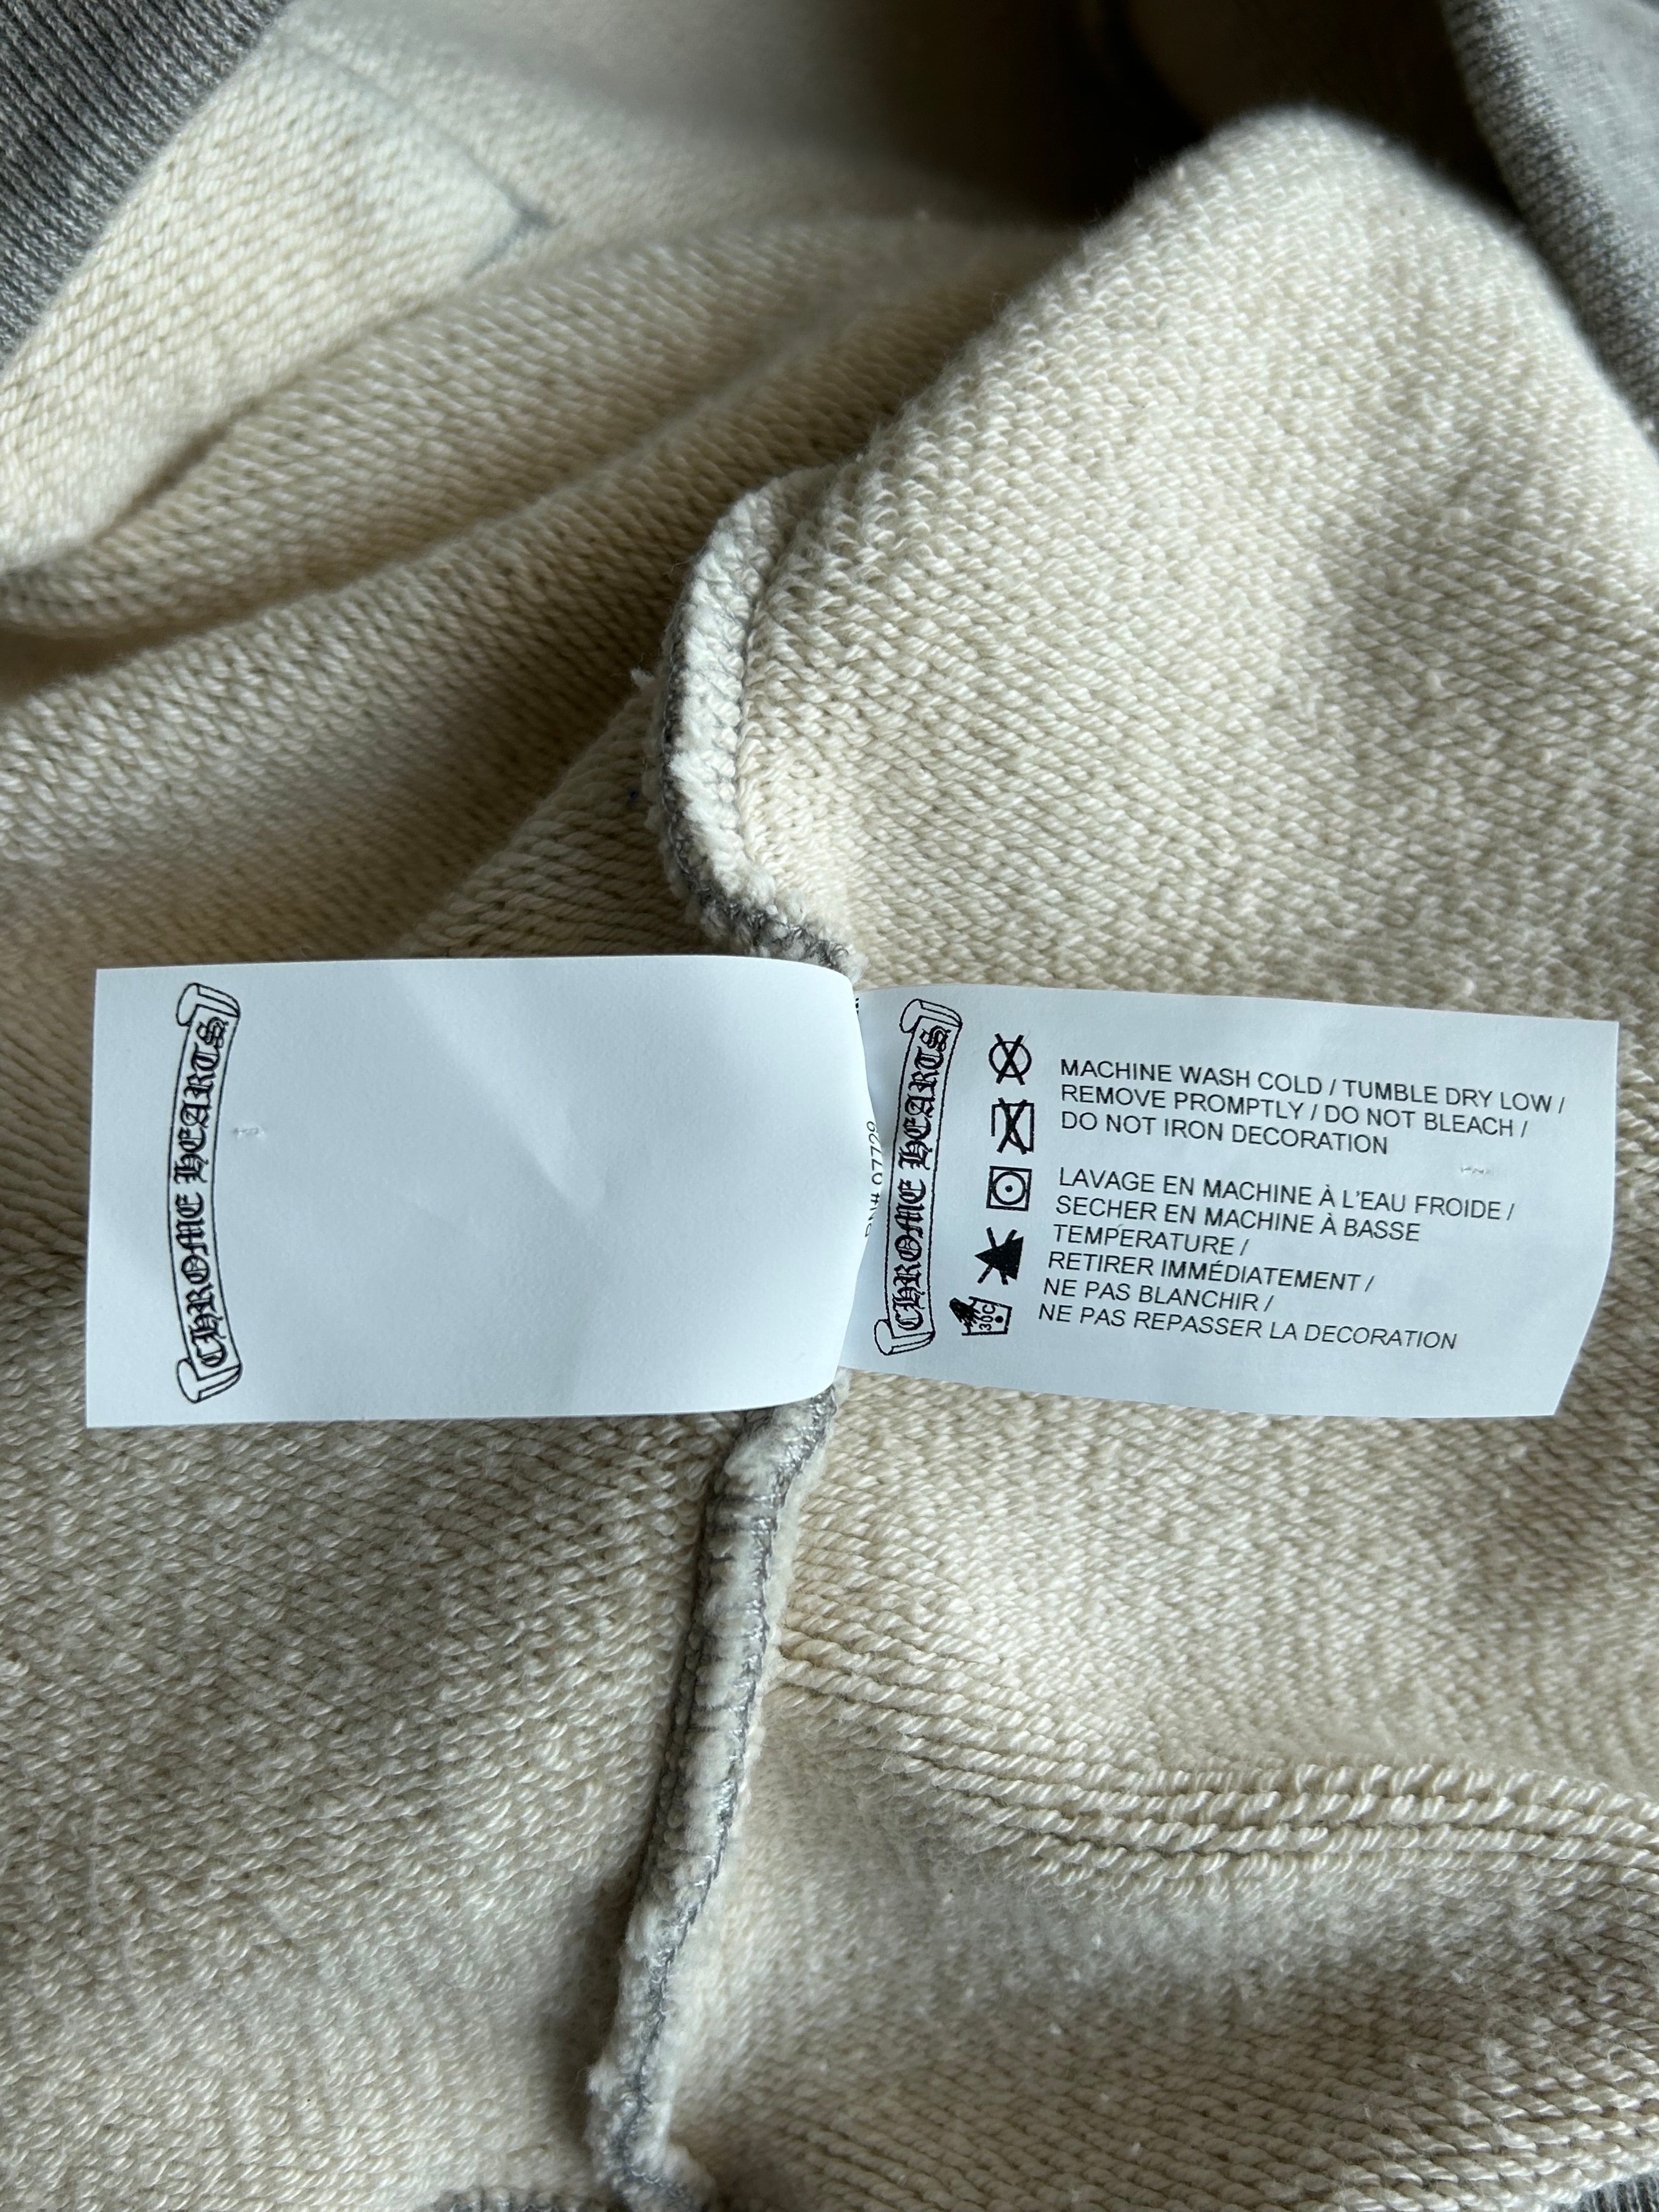 CHROME HEARTS
CHROME HEARTS
MACHINE WASH COLD / TUMBLE DRY LOW /
REMOVE PROMPTLY / DO NOT BLEACH /
DO NOT IRON DECORATION
LAVAGE EN MACHINE À L'EAU FROIDE /
SECHER EN MACHINE À BASSE
TEMPÉRATURE /
RETIRER IMMÉDIATEMENT /
NE PAS BLANCHIR /
NE PAS REPASSER LA DECORATION
30C